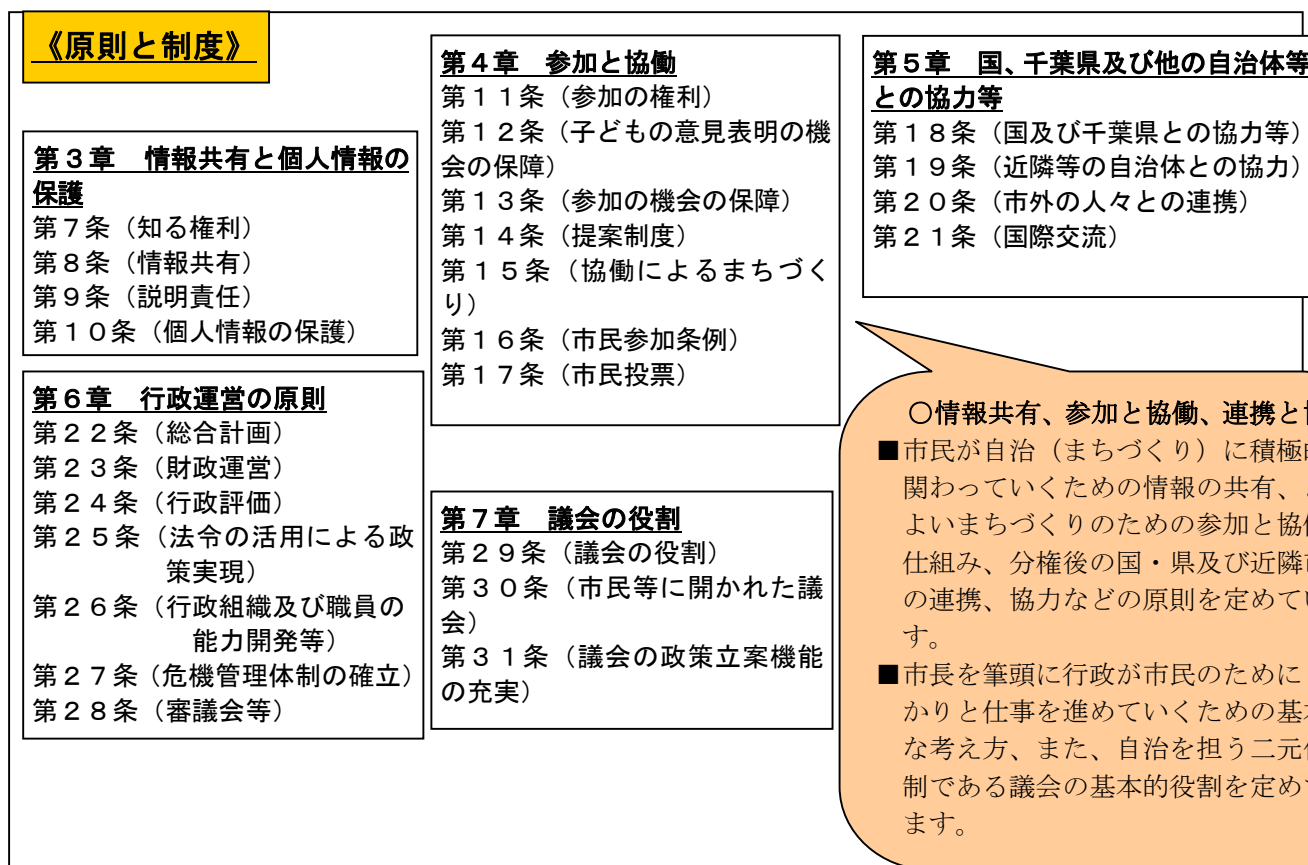 《原則と制度》
第３章　情報共有と個人情報の
保護
第７条（知る権利）
第８条（情報共有）
第９条（説明責任）
第１０条（個人情報の保護）
第４章　参加と協働
第１１条（参加の権利）
第１２条（子どもの意見表明の機
会の保障）
第１３条（参加の機会の保障）
第１４条（提案制度）
第１５条（協働によるまちづく
り）
第１６条（市民参加条例）
第１７条（市民投票）
第５章　国、千葉県及び他の自治体等
との協力等
第１８条（国及び千葉県との協力等）
第１９条（近隣等の自治体との協力）
第２０条（市外の人々との連携）
第２１条（国際交流）
第６章　行政運営の原則
第２２条（総合計画）
第２３条（財政運営）
第２４条（行政評価）
第２５条（法令の活用による政
策実現）
第２６条（行政組織及び職員の
能力開発等）
第２７条（危機管理体制の確立）
第２８条（審議会等）
第７章　議会の役割
第２９条（議会の役割）
第３０条（市民等に開かれた議
会）
第３１条（議会の政策立案機能
の充実）
〇情報共有、参加と協働、連携と
■市民が自治（まちづくり）に積極
関わっていくための情報の共有、
よいまちづくりのための参加と協
仕組み、分権後の国・県及び近隣
の連携、協力などの原則を定めて
す。
■市長を筆頭に行政が市民のために
かりと仕事を進めていくための基
な考え方、また、自治を担う二元
制である議会の基本的役割を定め
ます。